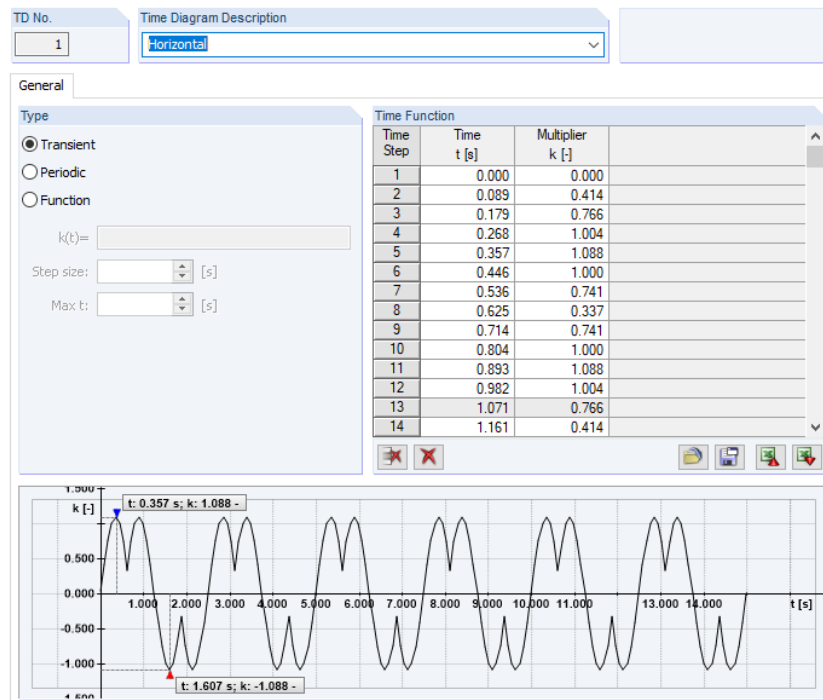 TD No.
1
Time Diagram Description
Horizontal
General
Type
Transient
Periodic
Function
k(t)=
Step size: [s]
Max t: [s]
Time Function
Time Step Time t [s] Multiplier k [-]
1 0.000 0.000
2 0.089 0.414
3 0.179 0.766
4 0.268 1.004
5 0.357 1.088
6 0.446 1.000
7 0.536 0.741
8 0.625 0.337
9 0.714 0.741
10 0.804 1.000
11 0.893 1.088
12 0.982 1.004
13 1.071 0.766
14 1.161 0.414
1.500
k [-]
t: 0.357 s; k: 1.088 -
0.500
0.000
1.000 2.000 3.000 4.000 5.000 6.000 7.000 8.000 9.000 10.000 11.000 13.000 14.000 t [s]
-0.500
-1.000
t: 1.607 s; k: -1.088 -
1.500